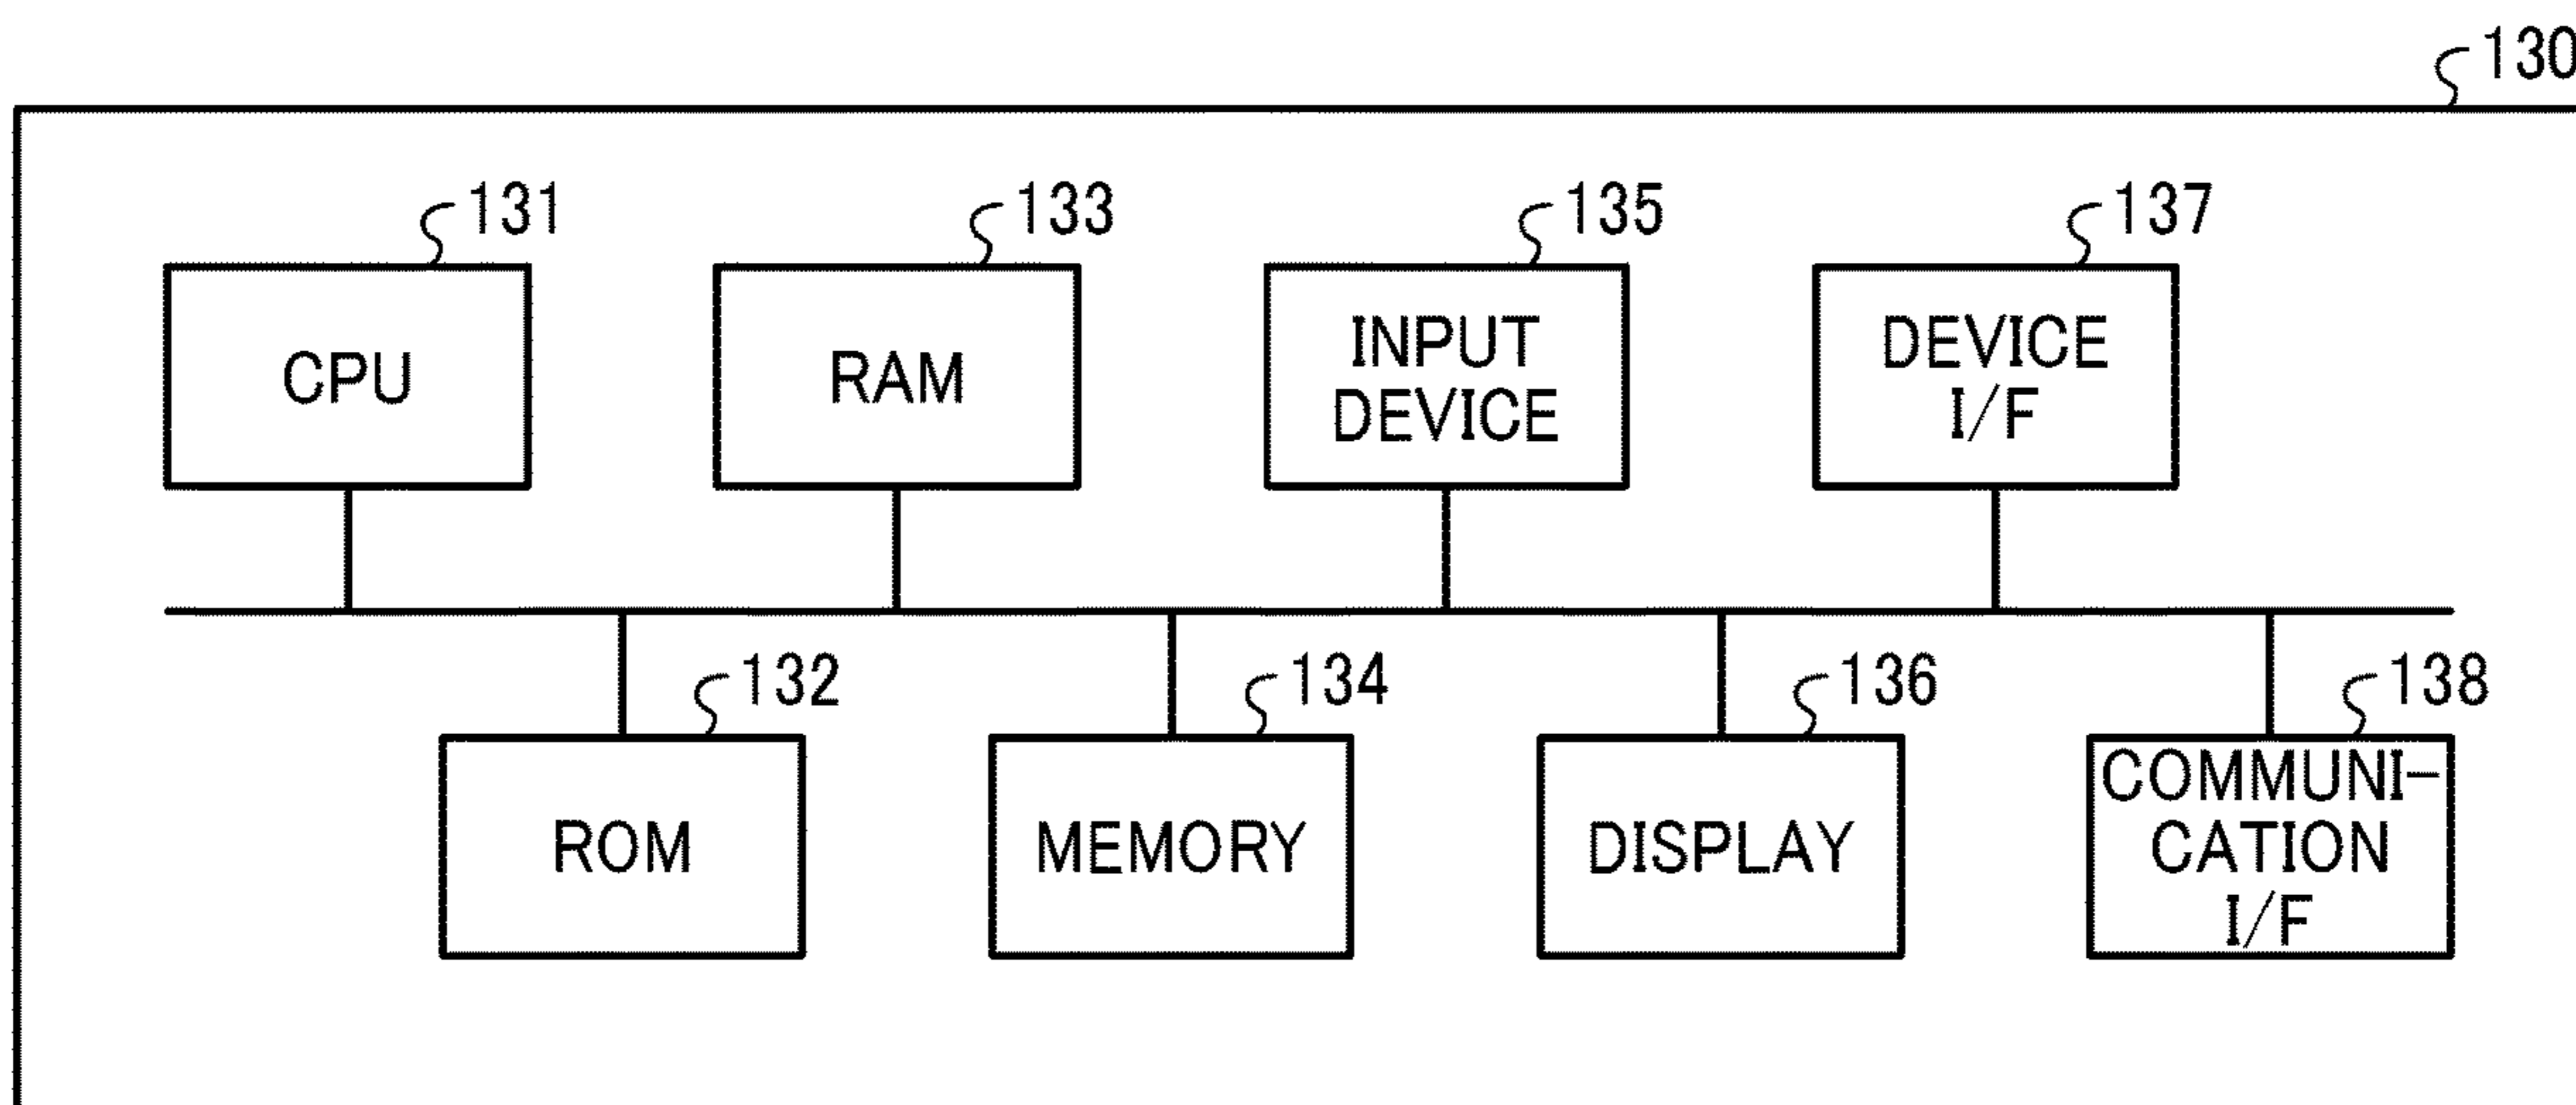 130
131
133
135
137
CPU
RAM
INPUT
DEVICE
DEVICE
I/F
132
134
136
138
ROM
MEMORY
DISPLAY
COMMUNI-
CATION
I/F